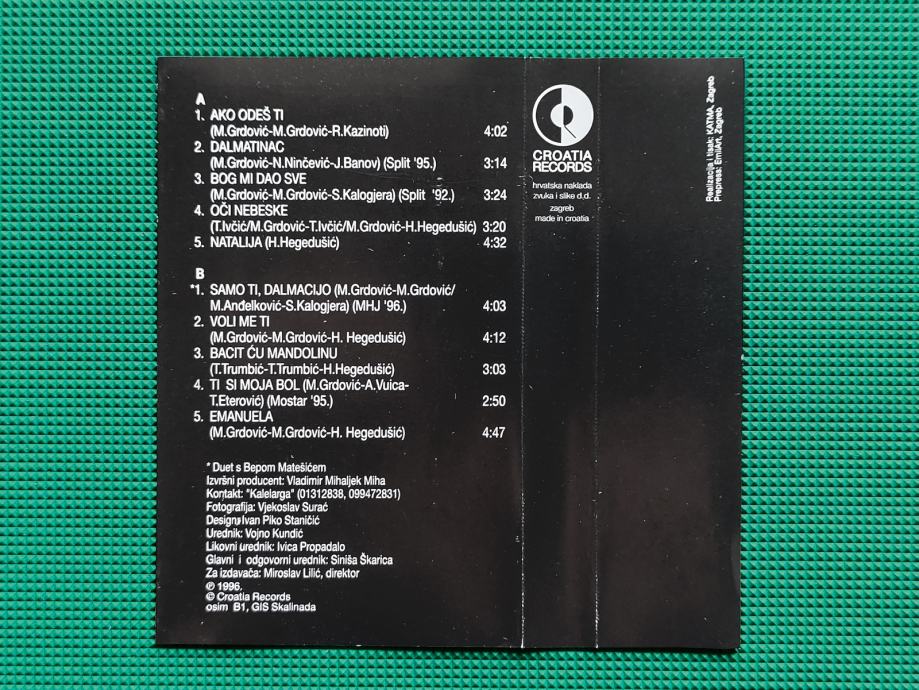 A
1. AKO ODEŠ TI
(M.Grdović-M.Grdović-R.Kazinoti) 4:02
2. DALMATINAC
(M.Grdović-N.Ninčević-J.Banov) (Split '95.) 3:14
3. BOG MI DAO SVE
(M.Grdović-M.Grdović-S.Kalogjera) (Split '92.) 3:24
4. OČI NEBESKE
(T.Ivčić/M.Grdović-T.Ivčić/M.Grdović-H.Hegedušić) 3:20
5. NATALIJA (H.Hegedušić) 4:32
B
*1. SAMO TI, DALMACIJO (M.Grdović-M.Grdović/
M.Anđelković-S.Kalogjera) (MHJ '96.) 4:03
2. VOLI ME TI
(M.Grdović-M.Grdović-H. Hegedušić) 4:12
3. BACIT ĆU MANDOLINU
(T.Trumbić-T.Trumbić-H.Hegedušić) 3:03
4. TI SI MOJA BOL (M.Grdović-A.Vuica-
T.Eterović) (Mostar '95.) 2:50
5. EMANUELA
(M.Grdović-M.Grdović-H. Hegedušić) 4:47
* Duet s Bepom Matešićem
Izvršni producent: Vladimir Mihaljek Miha
Kontakt: "Kalelarga" (01312838, 099472831)
Fotografija: Vjekoslav Surać
Design: Ivan Piko Staničić
Urednik: Vojno Kundić
Likovni urednik: Ivica Propadalo
Glavni i odgovorni urednik: Siniša Škarica
Za izdavača: Miroslav Lilić, direktor
℗ 1996.
© Croatia Records
osim B1, GIS Skalinada
CROATIA
RECORDS
hrvatska naklada
zvuka i slike d.d.
zagreb
made in croatia
Realizacija i tisak: KATMA, Zagreb
Prepress: EmilArt, Zagreb